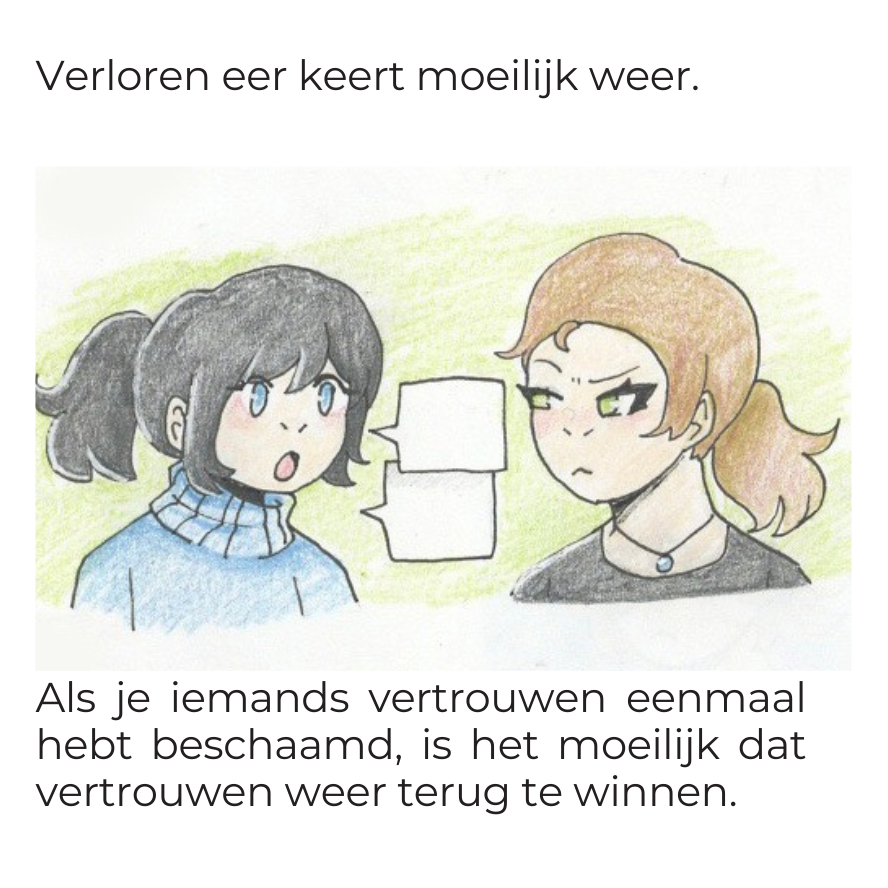 Verloren eer keert moeilijk weer.
Als je iemands vertrouwen eenmaal
hebt beschaamd, is het moeilijk dat
vertrouwen weer terug te winnen.